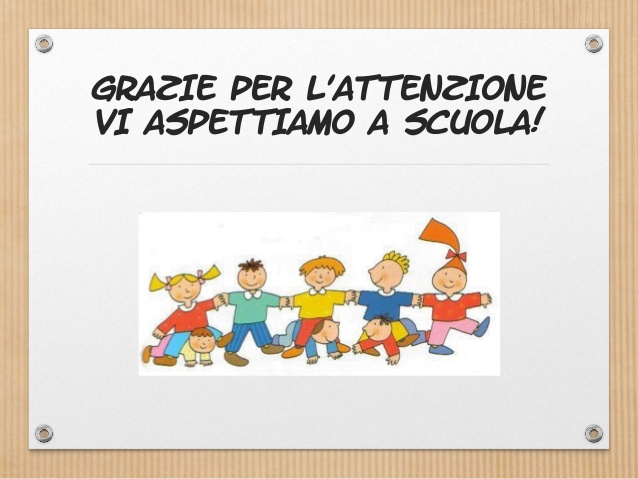 GRAZIE PER L'ATTENZIONE
VI ASPETTIAMO A SCUOLA!